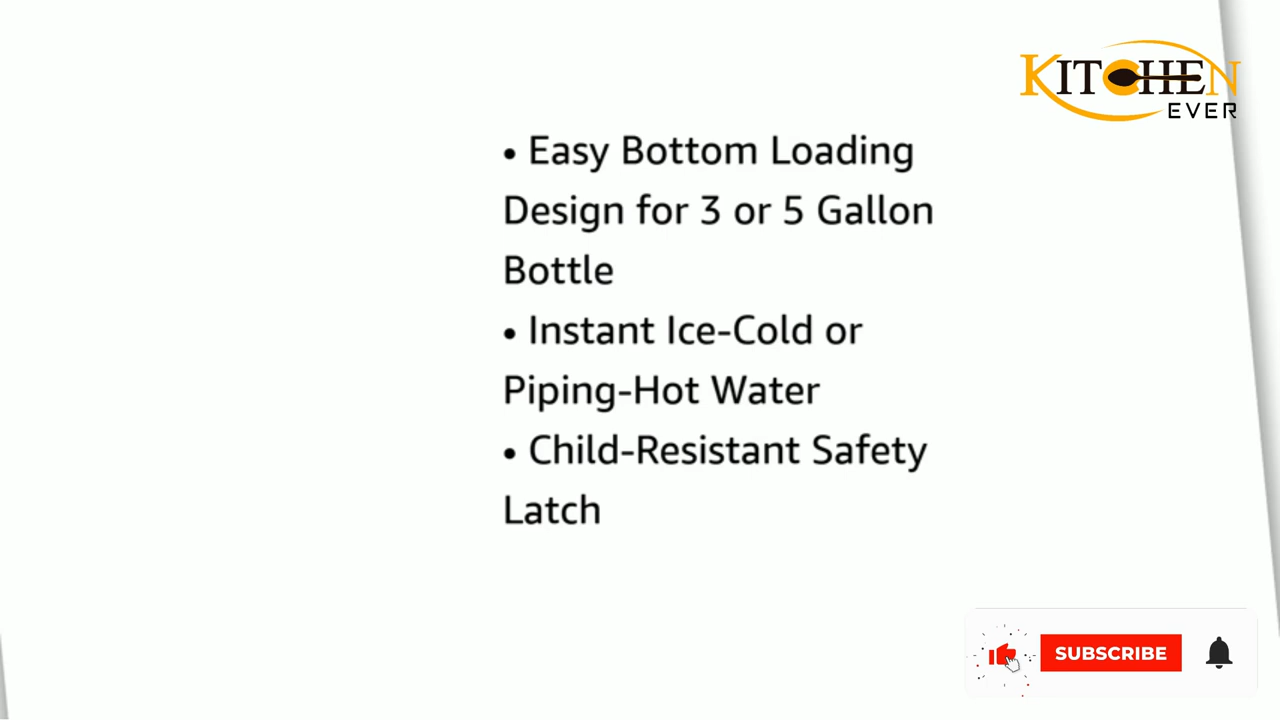 KITCHEN
EVER
• Easy Bottom Loading
Design for 3 or 5 Gallon
Bottle
• Instant Ice-Cold or
Piping-Hot Water
• Child-Resistant Safety
Latch
SUBSCRIBE